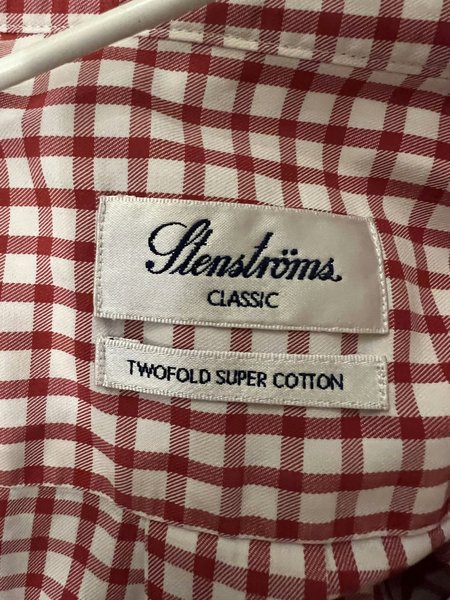 Stenströms
CLASSIC
TWOFOLD SUPER COTTON